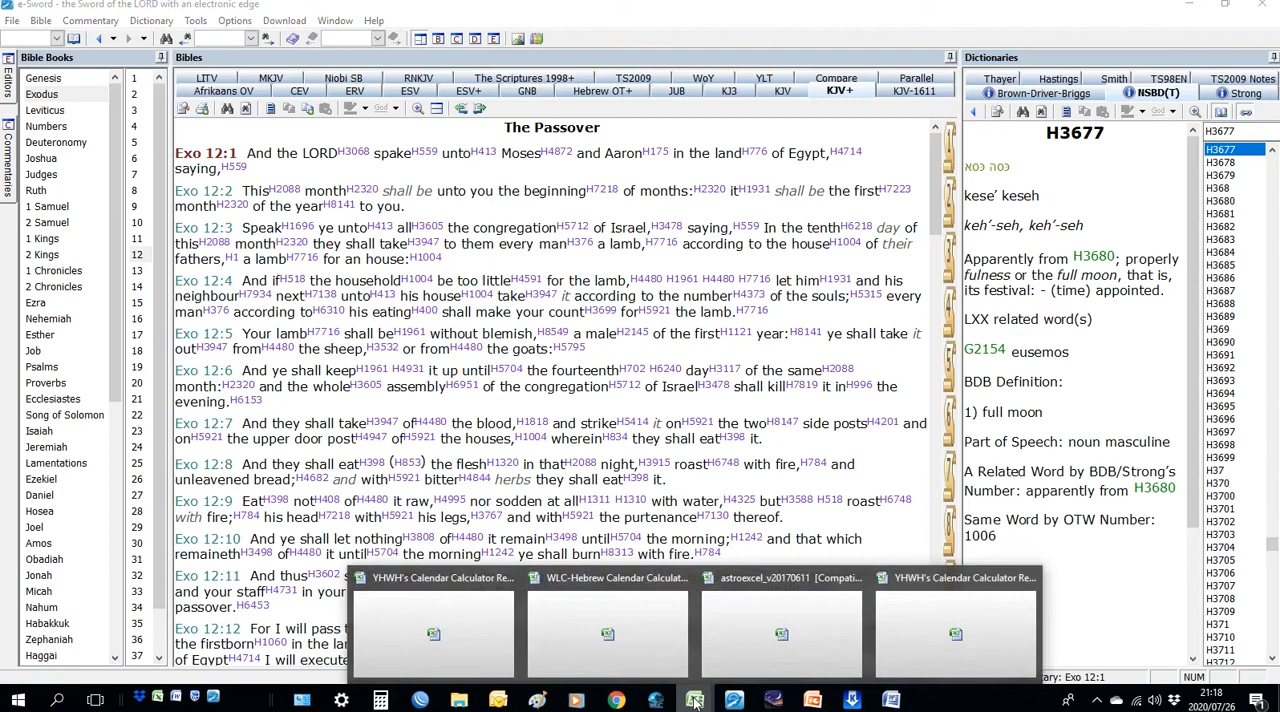 e-Sword - the Sword of the LORD with an electronic edge
File Bible Commentary Dictionary Tools Options Download Window Help
Bible Books
Bibles
Dictionaries
Editors
Commentaries
Genesis 1
Exodus 2
Leviticus 3
Numbers 4
Deuteronomy 5
Joshua 6
Judges 7
Ruth 8
1 Samuel 9
2 Samuel 10
1 Kings 11
2 Kings 12
1 Chronicles 13
2 Chronicles 14
Ezra 15
Nehemiah 16
Esther 17
Job 18
Psalms 19
Proverbs 20
Ecclesiastes 21
Song of Solomon 22
Isaiah 23
Jeremiah 24
Lamentations 25
Ezekiel 26
Daniel 27
Hosea 28
Joel 29
Amos 30
Obadiah 31
Jonah 32
Micah 33
Nahum 34
Habakkuk 35
Zephaniah 36
Haggai 37
LITV MKJV Niobi SB RNKJV The Scriptures 1998+ TS2009 WoY YLT Compare Parallel
Afrikaans OV CEV ERV ESV ESV+ GNB Hebrew OT+ JUB KJ3 KJV KJV+ KJV-1611
The Passover
Exo 12:1 And the LORDH3068 spakeH559 untoH413 MosesH4872 and AaronH175 in the landH776 of Egypt,H4714
saying,H559
Exo 12:2 ThisH2088 monthH2320 shall be unto you the beginningH7218 of months:H2320 itH1931 shall be the firstH7223
monthH2320 of the yearH8141 to you.
Exo 12:3 SpeakH1696 ye untoH413 allH3605 the congregationH5712 of Israel,H3478 saying,H559 In the tenthH6218 day of
thisH2088 monthH2320 they shall takeH3947 to them every manH376 a lamb,H7716 according to the houseH1004 of their
fathers,H1 a lambH7716 for an house:H1004
Exo 12:4 And ifH518 the householdH1004 be too littleH4591 for the lamb,H4480 H1961 H4480 H7716 let himH1931 and his
neighbourH7934 nextH7138 untoH413 his houseH1004 takeH3947 it according to the numberH4373 of the souls;H5315 every
manH376 according toH6310 his eatingH400 shall make your countH3699 forH5921 the lamb.H7716
Exo 12:5 Your lambH7716 shall beH1961 without blemish,H8549 a maleH2145 of the firstH1121 year:H8141 ye shall take it
outH3947 fromH4480 the sheep,H3532 or fromH4480 the goats:H5795
Exo 12:6 And ye shall keepH1961 H4931 it up untilH5704 the fourteenthH702 H6240 dayH3117 of the sameH2088
month:H2320 and the wholeH3605 assemblyH6951 of the congregationH5712 of IsraelH3478 shall killH7819 it inH996 the
evening.H6153
Exo 12:7 And they shall takeH3947 ofH4480 the blood,H1818 and strikeH5414 it onH5921 the twoH8147 side postsH4201 and
onH5921 the upper door postH4947 ofH5921 the houses,H1004 whereinH834 they shall eatH398 it.
Exo 12:8 And they shall eatH398 (H853) the fleshH1320 in thatH2088 night,H3915 roastH6748 with fire,H784 and
unleavened bread;H4682 and withH5921 bitterH4844 herbs they shall eatH398 it.
Exo 12:9 EatH398 notH408 ofH4480 it raw,H4995 nor sodden at allH1311 H1310 with water,H4325 butH3588 H518 roastH6748
with fire;H784 his headH7218 withH5921 his legs,H3767 and withH5921 the purtenanceH7130 thereof.
Exo 12:10 And ye shall let nothingH3808 ofH4480 it remainH3498 untilH5704 the morning;H1242 and that which
remainethH3498 ofH4480 it untilH5704 the morningH1242 ye shall burnH8313 with fire.H784
Exo 12:11 And thusH3602
and your staffH4731 in your
passover.H6453
Exo 12:12 For I will pass
the firstbornH1060 in the
of EgyptH4714 I will execute
YHWH's Calendar Calculator Re... WLC-Hebrew Calendar Calculat... astroexcel_v20170611 [Compati... YHWH's Calendar Calculator Re...
Thayer Hastings Smith TS98EN TS2009 Notes
Brown-Driver-Briggs NSBD(T) Strong
H3677
כּסה כּסא
kese' keseh
keh'-seh, keh'-seh
Apparently from H3680; properly
fulness or the full moon, that is,
its festival: - (time) appointed.
LXX related word(s)
G2154 eusemos
BDB Definition:
1) full moon
Part of Speech: noun masculine
A Related Word by BDB/Strong's
Number: apparently from H3680
Same Word by OTW Number:
1006
H3677
H3677
H3678
H3679
H368
H3680
H3681
H3682
H3683
H3684
H3685
H3686
H3687
H3688
H3689
H369
H3690
H3691
H3692
H3693
H3694
H3695
H3696
H3697
H3698
H3699
H37
H370
H3700
H3701
H3702
H3703
H3704
H3705
H3706
H3707
H3708
H3709
H371
H3710
H3711
H3712
tary: Exo 12:1 NUM
21:18
2020/07/26